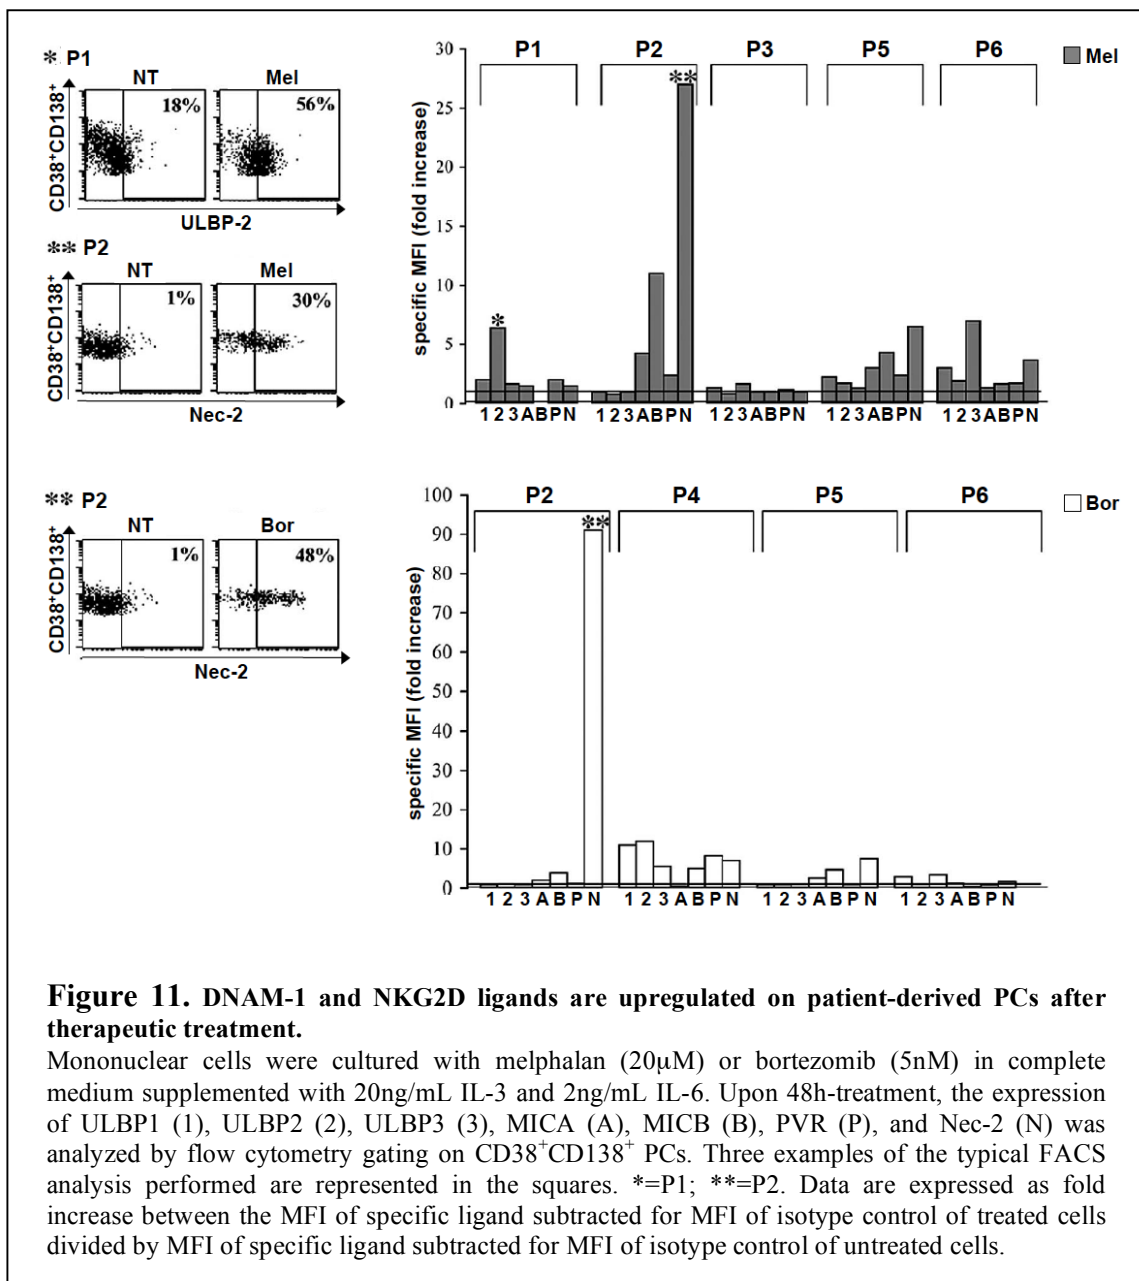 * P1
NT Mel
18% 56%
CD38+CD138+
ULBP-2
** P2
NT Mel
1% 30%
CD38+CD138+
Nec-2
P1 P2 P3 P5 P6
Mel
30
25
20
15
10
5
0
specific MFI (fold increase)
*
**
1 2 3 A B P N 1 2 3 A B P N 1 2 3 A B P N 1 2 3 A B P N 1 2 3 A B P N
** P2
NT Bor
1% 48%
CD38+CD138+
Nec-2
P2 P4 P5 P6
Bor
100
90
80
70
60
50
40
30
20
10
0
specific MFI (fold increase)
**
1 2 3 A B P N 1 2 3 A B P N 1 2 3 A B P N 1 2 3 A B P N
Figure 11. DNAM-1 and NKG2D ligands are upregulated on patient-derived PCs after
therapeutic treatment.
Mononuclear cells were cultured with melphalan (20μM) or bortezomib (5nM) in complete
medium supplemented with 20ng/mL IL-3 and 2ng/mL IL-6. Upon 48h-treatment, the expression
of ULBP1 (1), ULBP2 (2), ULBP3 (3), MICA (A), MICB (B), PVR (P), and Nec-2 (N) was
analyzed by flow cytometry gating on CD38+CD138+ PCs. Three examples of the typical FACS
analysis performed are represented in the squares. *=P1; **=P2. Data are expressed as fold
increase between the MFI of specific ligand subtracted for MFI of isotype control of treated cells
divided by MFI of specific ligand subtracted for MFI of isotype control of untreated cells.